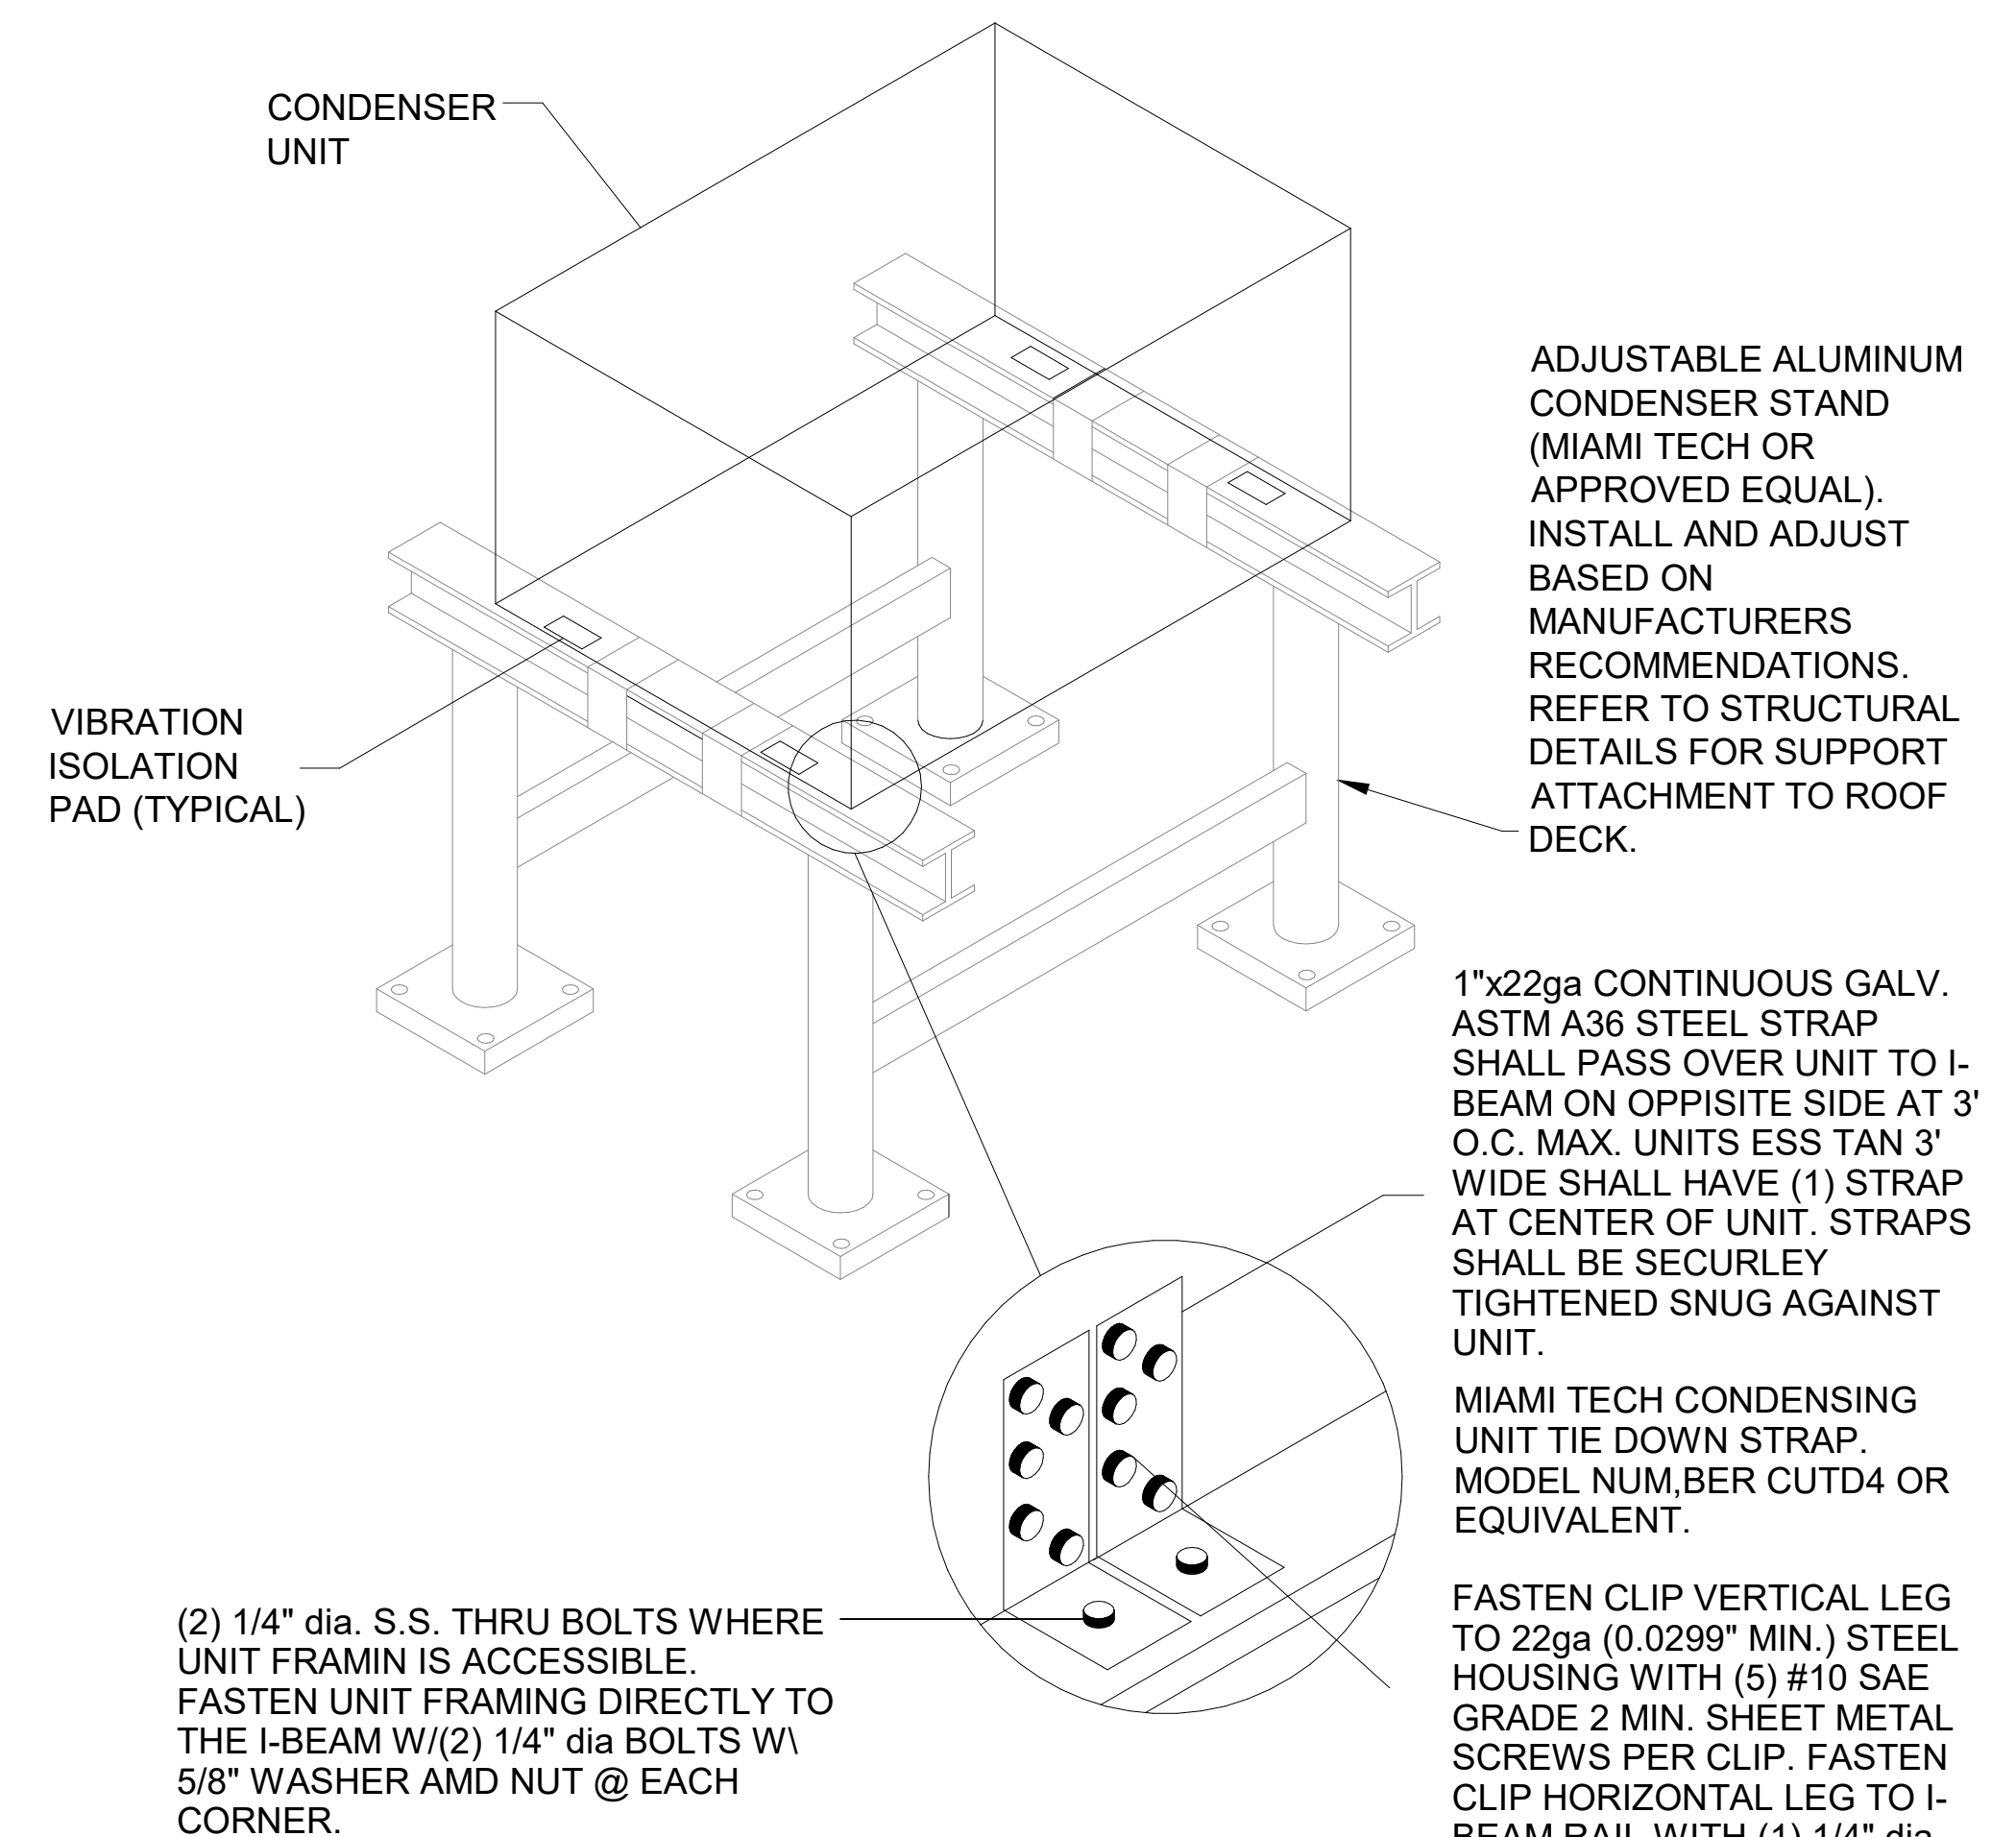 CONDENSER
UNIT
ADJUSTABLE ALUMINUM
CONDENSER STAND
(MIAMI TECH OR
APPROVED EQUAL).
INSTALL AND ADJUST
BASED ON
MANUFACTURERS
RECOMMENDATIONS.
REFER TO STRUCTURAL
DETAILS FOR SUPPORT
ATTACHMENT TO ROOF
DECK.
VIBRATION
ISOLATION
PAD (TYPICAL)
1"x22ga CONTINUOUS GALV.
ASTM A36 STEEL STRAP
SHALL PASS OVER UNIT TO I-
BEAM ON OPPISITE SIDE AT 3'
O.C. MAX. UNITS ESS TAN 3'
WIDE SHALL HAVE (1) STRAP
AT CENTER OF UNIT. STRAPS
SHALL BE SECURLEY
TIGHTENED SNUG AGAINST
UNIT.
MIAMI TECH CONDENSING
UNIT TIE DOWN STRAP.
MODEL NUM,BER CUTD4 OR
EQUIVALENT.
FASTEN CLIP VERTICAL LEG
TO 22ga (0.0299" MIN.) STEEL
HOUSING WITH (5) #10 SAE
GRADE 2 MIN. SHEET METAL
SCREWS PER CLIP. FASTEN
CLIP HORIZONTAL LEG TO I-
BEAM RAIL WITH (1) 1/4" dia
(2) 1/4" dia. S.S. THRU BOLTS WHERE
UNIT FRAMIN IS ACCESSIBLE.
FASTEN UNIT FRAMING DIRECTLY TO
THE I-BEAM W/(2) 1/4" dia BOLTS W\
5/8" WASHER AMD NUT @ EACH
CORNER.